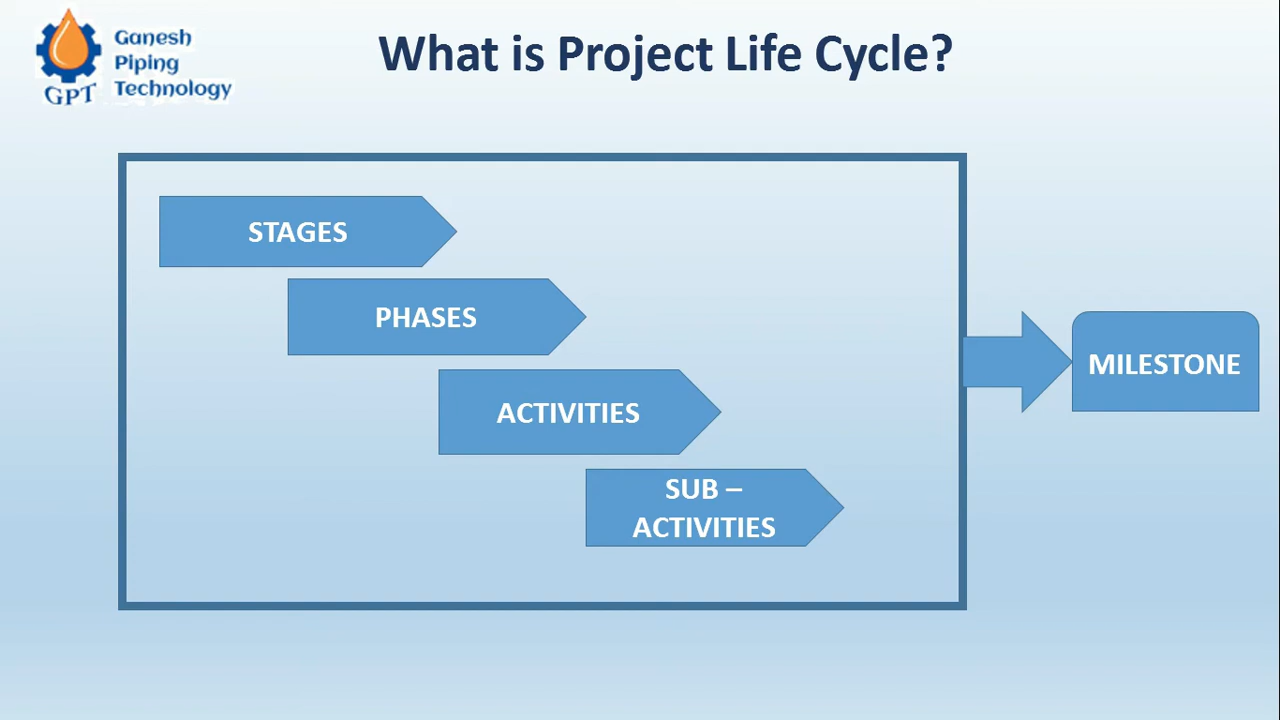 Ganesh
Piping
Technology
GPT
What is Project Life Cycle?
STAGES
PHASES
ACTIVITIES
SUB –
ACTIVITIES
MILESTONE